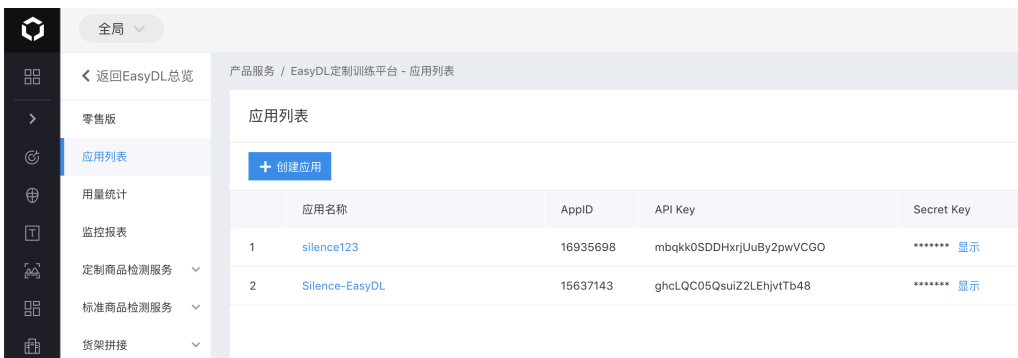 全局
返回EasyDL总览
产品服务 / EasyDL定制训练平台 - 应用列表
零售版
应用列表
用量统计
监控报表
定制商品检测服务
标准商品检测服务
货架拼接
应用列表
创建应用
应用名称 AppID API Key Secret Key
1 silence123 16935698 mbqkk0SDDHxrjUuBy2pwVCGO ******* 显示
2 Silence-EasyDL 15637143 ghcLQC05QsuiZ2LEhjvtTb48 ******* 显示